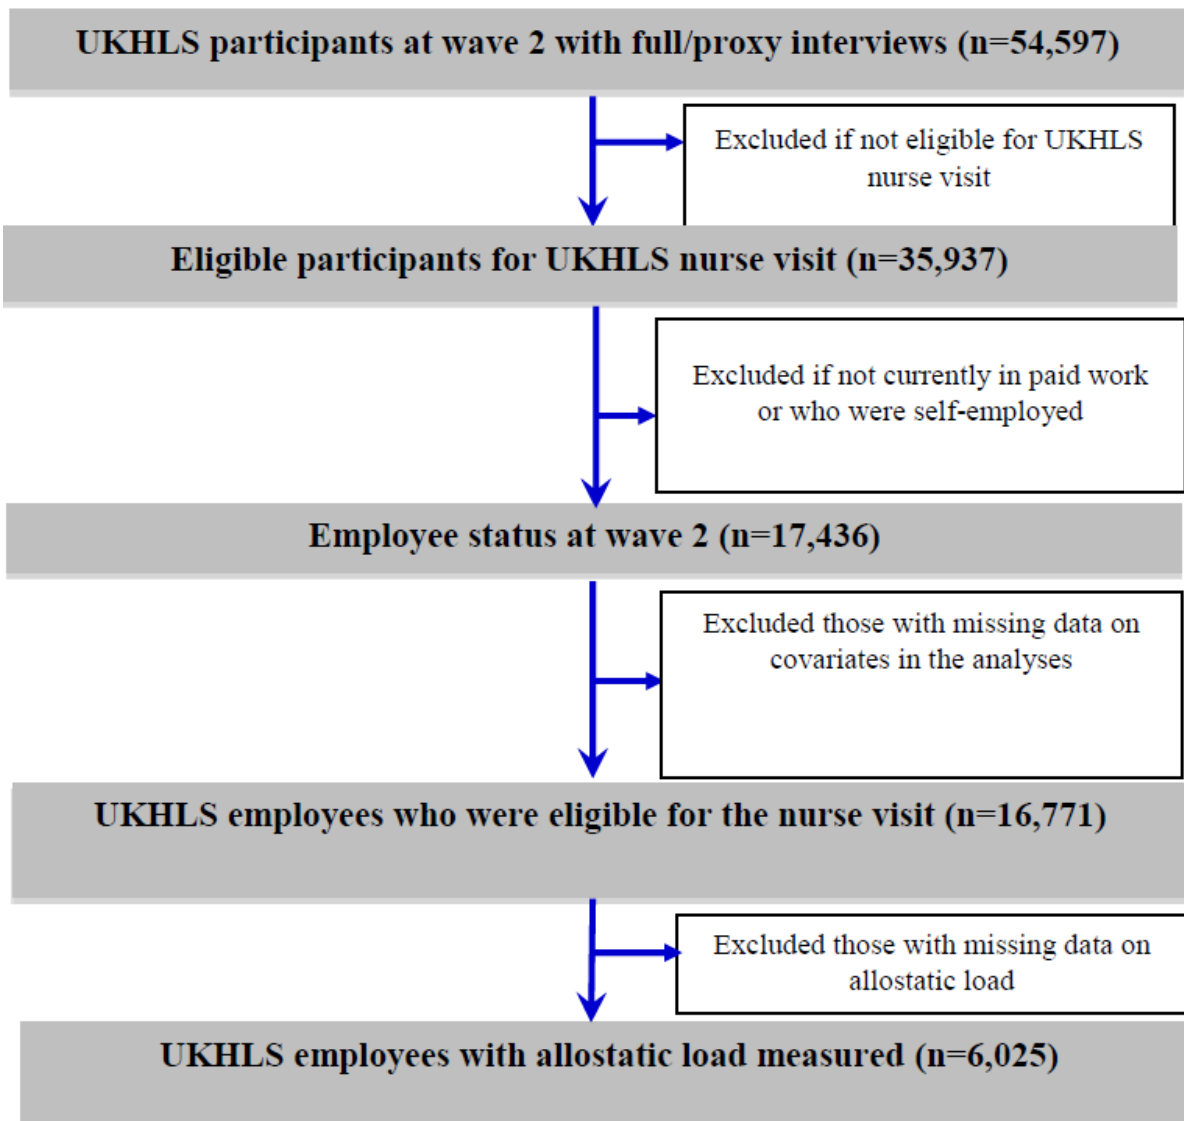 UKHLS participants at wave 2 with full/proxy interviews (n=54,597)
Excluded if not eligible for UKHLS
nurse visit
Eligible participants for UKHLS nurse visit (n=35,937)
Excluded if not currently in paid work
or who were self-employed
Employee status at wave 2 (n=17,436)
Excluded those with missing data on
covariates in the analyses
UKHLS employees who were eligible for the nurse visit (n=16,771)
Excluded those with missing data on
allostatic load
UKHLS employees with allostatic load measured (n=6,025)